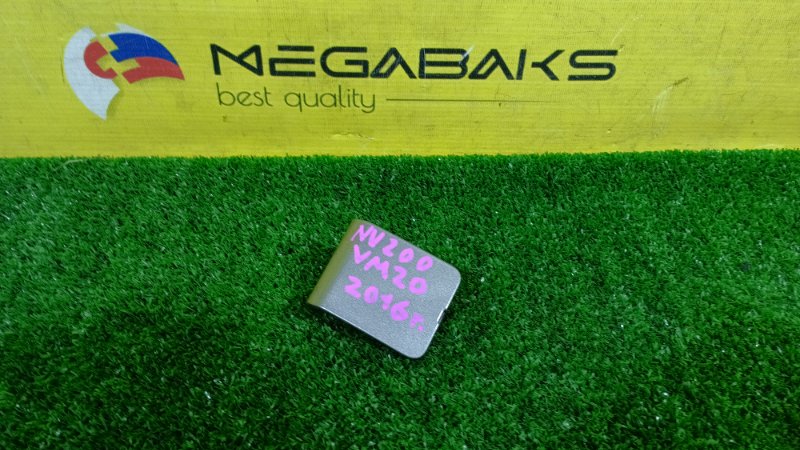 MEGABAKS
best quality
NV200
VM20
2016г.